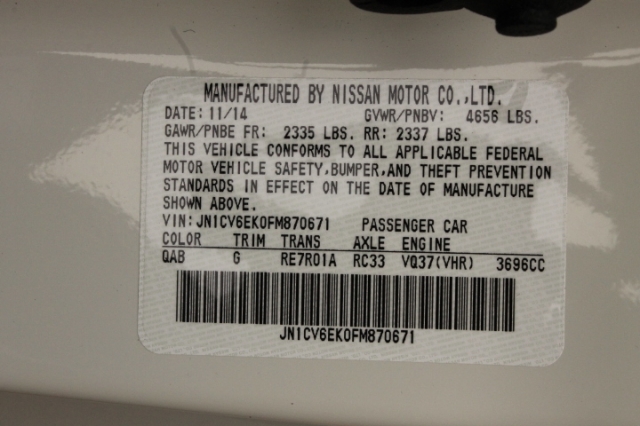 MANUFACTURED BY NISSAN MOTOR CO.,LTD.
DATE: 11/14 GVWR/PNBV: 4656 LBS.
GAWR/PNBE FR: 2335 LBS. RR: 2337 LBS.
THIS VEHICLE CONFORMS TO ALL APPLICABLE FEDERAL
MOTOR VEHICLE SAFETY,BUMPER,AND THEFT PREVENTION
STANDARDS IN EFFECT ON THE DATE OF MANUFACTURE
SHOWN ABOVE.
VIN: JN1CV6EK0FM870671 PASSENGER CAR
COLOR TRIM TRANS AXLE ENGINE
QAB G RE7R01A RC33 VQ37(VHR) 3696CC
JN1CV6EK0FM870671